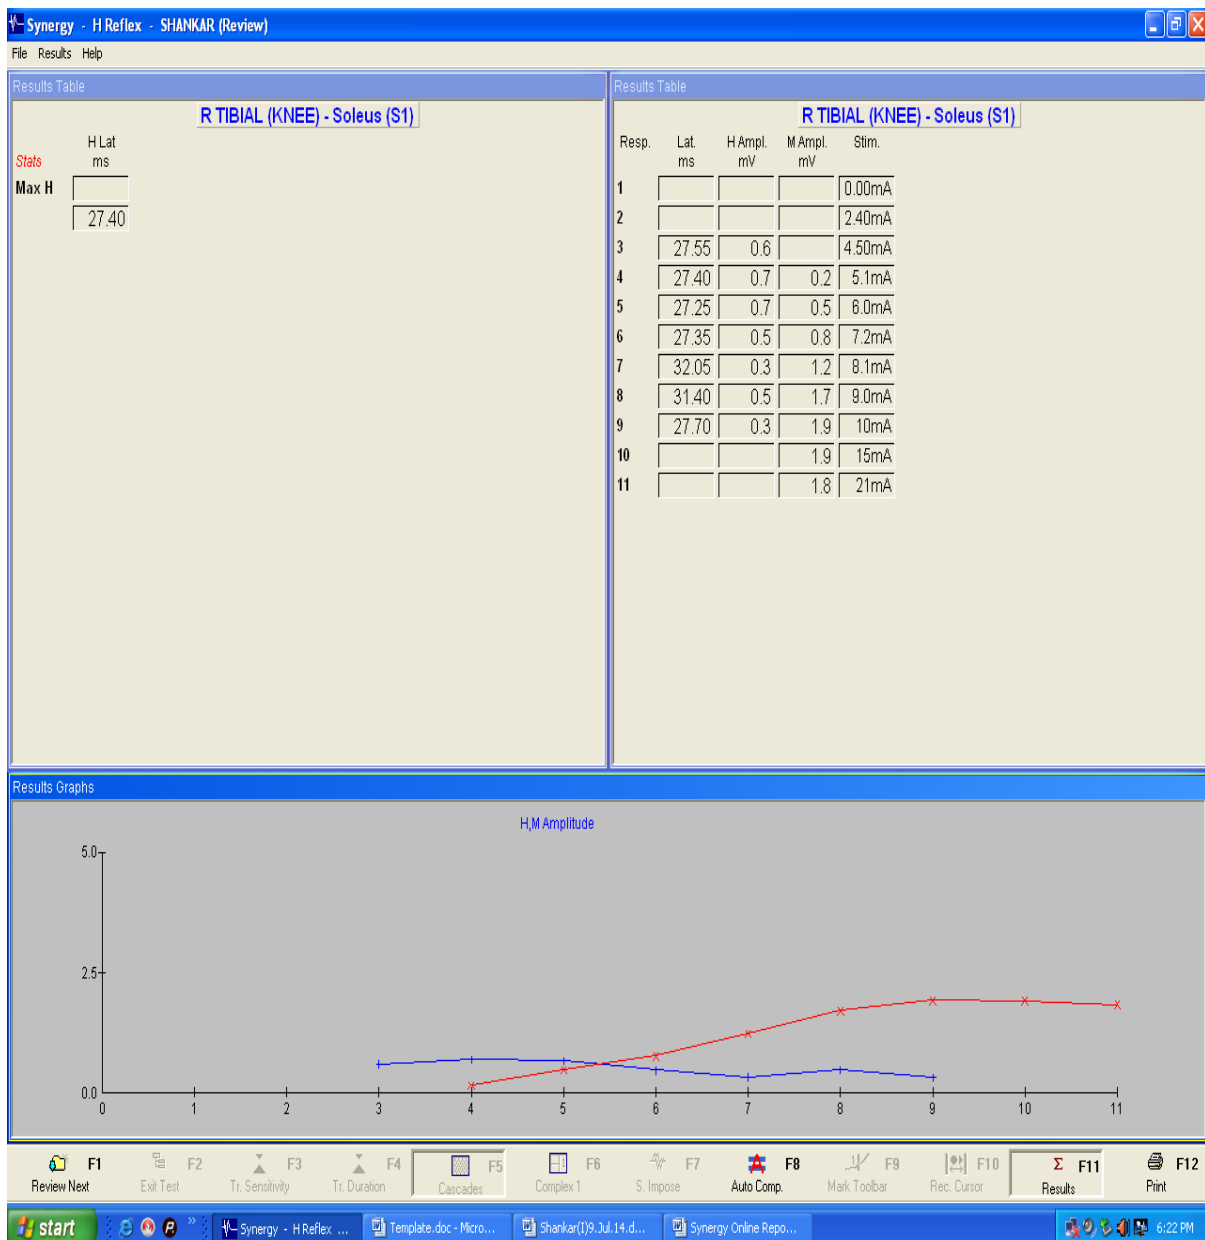 Synergy - H Reflex - SHANKAR (Review)
File Results Help
Results Table
R TIBIAL (KNEE) - Soleus (S1)
H Lat
Stats ms
Max H
27.40
Results Table
R TIBIAL (KNEE) - Soleus (S1)
Resp. Lat. H Ampl. M Ampl. Stim.
ms mV mV
1 0.00mA
2 2.40mA
3 27.55 0.6 4.50mA
4 27.40 0.7 0.2 5.1mA
5 27.25 0.7 0.5 6.0mA
6 27.35 0.5 0.8 7.2mA
7 32.05 0.3 1.2 8.1mA
8 31.40 0.5 1.7 9.0mA
9 27.70 0.3 1.9 10mA
10 1.9 15mA
11 1.8 21mA
Results Graphs
H,M Amplitude
5.0
2.5
0.0
0 1 2 3 4 5 6 7 8 9 10 11
F1 F2 F3 F4 F5 F6 F7 F8 F9 F10 Σ F11 F12
Review Next Exit Test Tr. Sensitivity Tr. Duration Cascades Complex 1 S. Impose Auto Comp. Mark Toolbar Rec. Cursor Results Print
start » Synergy - H Reflex ... Template.doc - Micro... Shankar(I)9.Jul.14.d... Synergy Online Repo... 6:22 PM